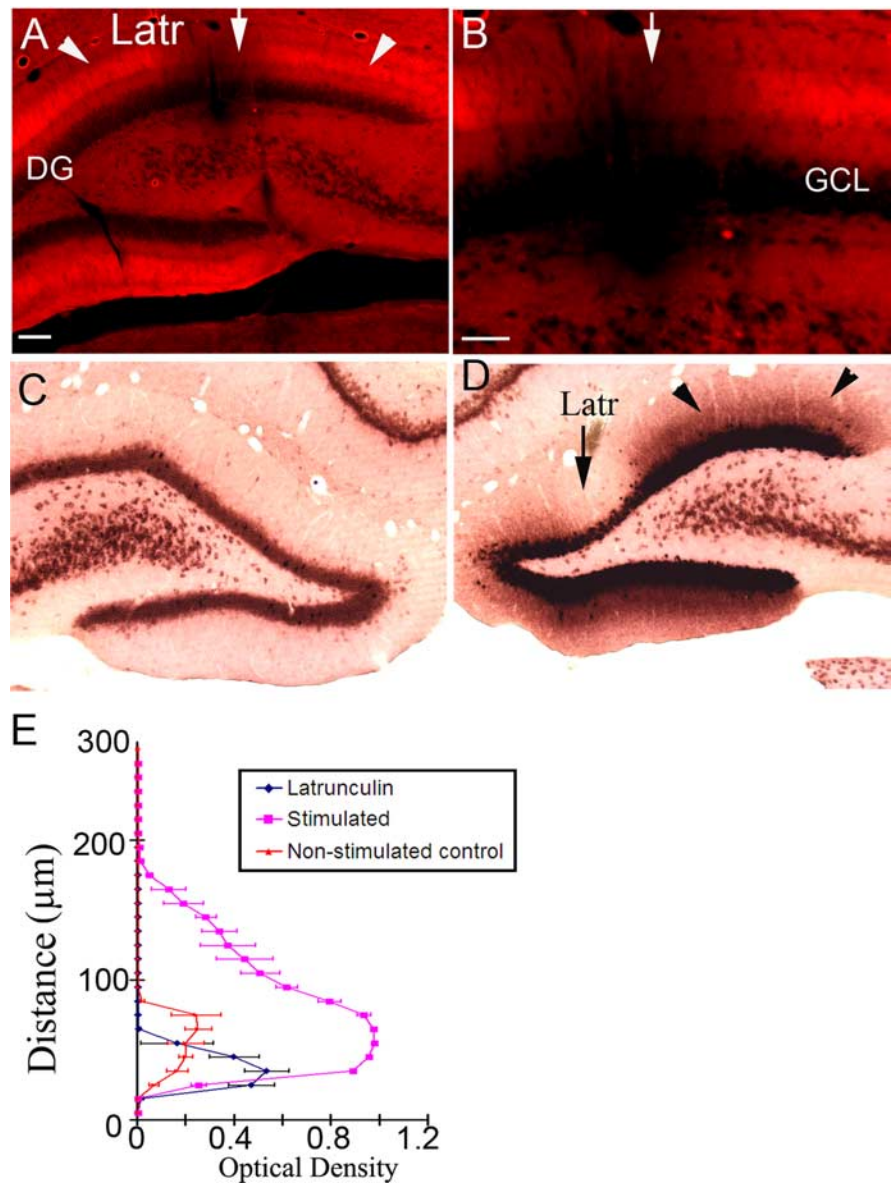 A
Latr
DG
B
GCL
C
D
Latr
E
300
200
100
0
Distance (µm)
Latrunculin
Stimulated
Non-stimulated control
0 0.4 0.8 1.2
Optical Density